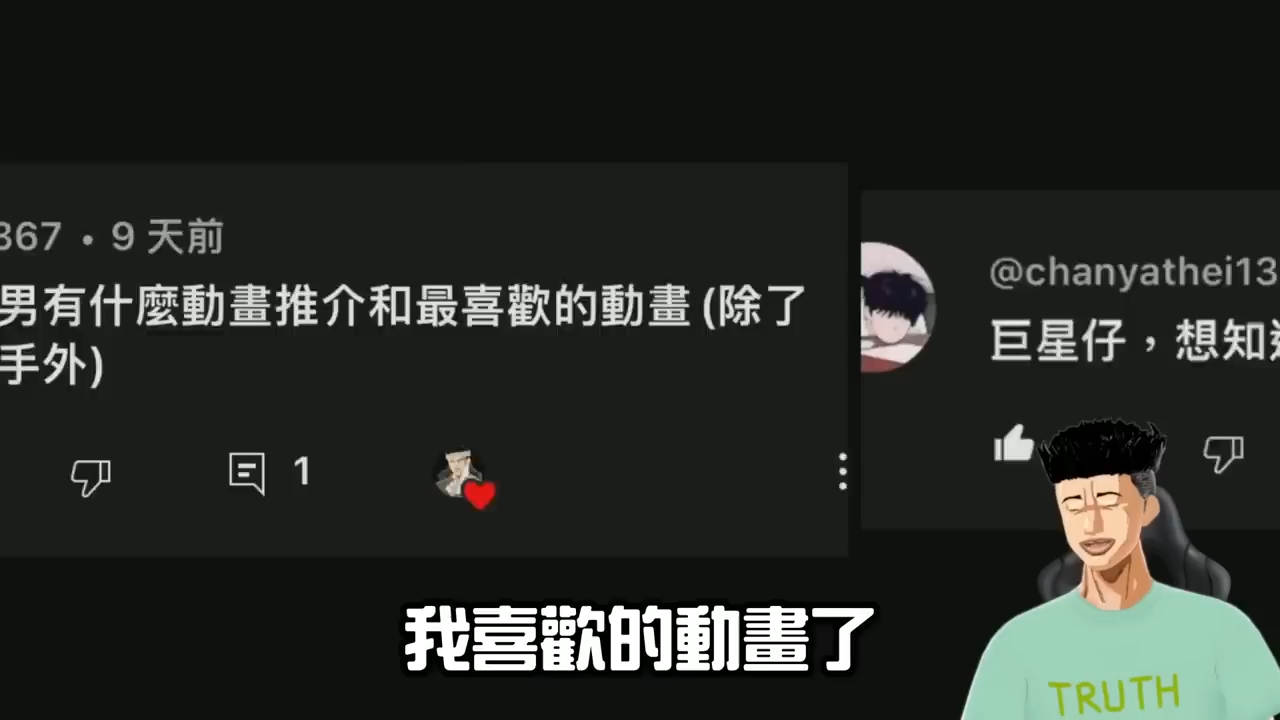 367 • 9 天前
男有什麼動畫推介和最喜歡的動畫 (除了
手外)
1
@chanyathei13
巨星仔，想知
我喜歡的動畫了
TRUTH